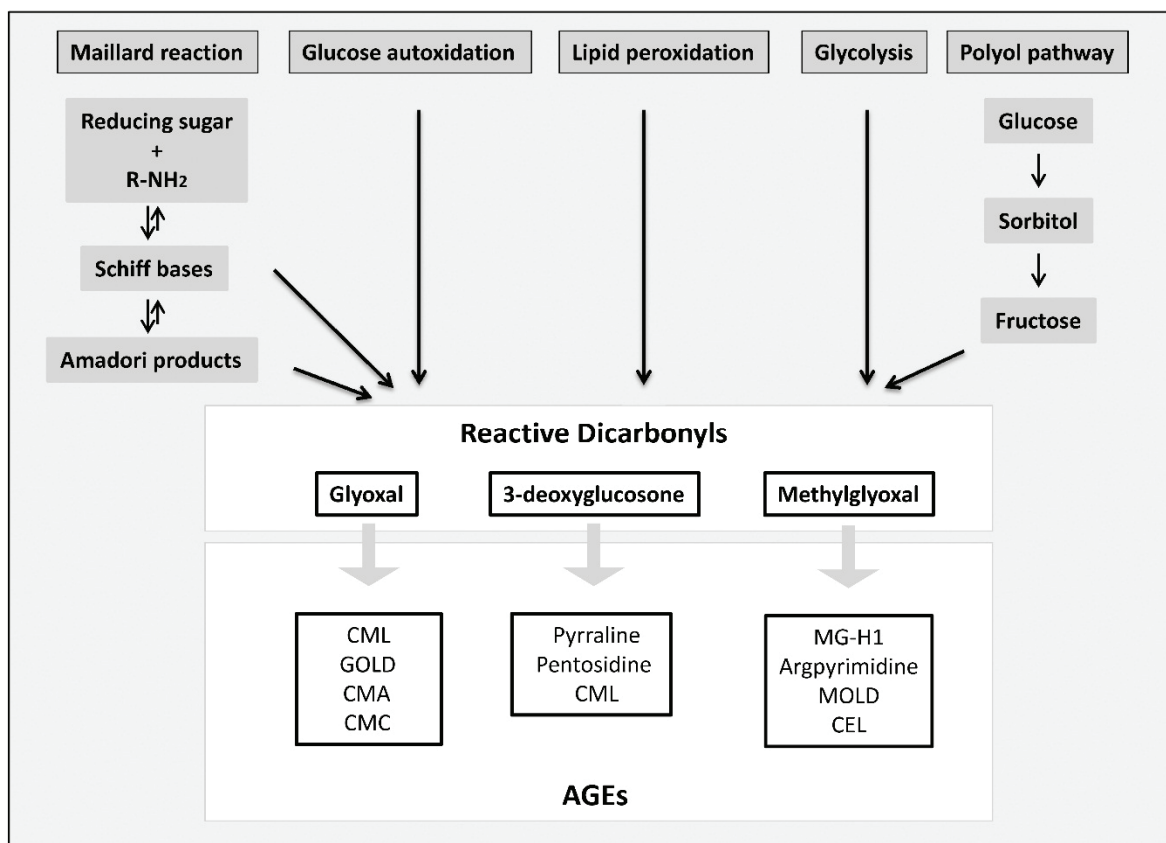 Maillard reaction
Glucose autoxidation
Lipid peroxidation
Glycolysis
Polyol pathway
Reducing sugar
+
R-NH₂
Schiff bases
Amadori products
Glucose
Sorbitol
Fructose
Reactive Dicarbonyls
Glyoxal
3-deoxyglucosone
Methylglyoxal
CML
GOLD
CMA
CMC
Pyrraline
Pentosidine
CML
MG-H1
Argpyrimidine
MOLD
CEL
AGEs